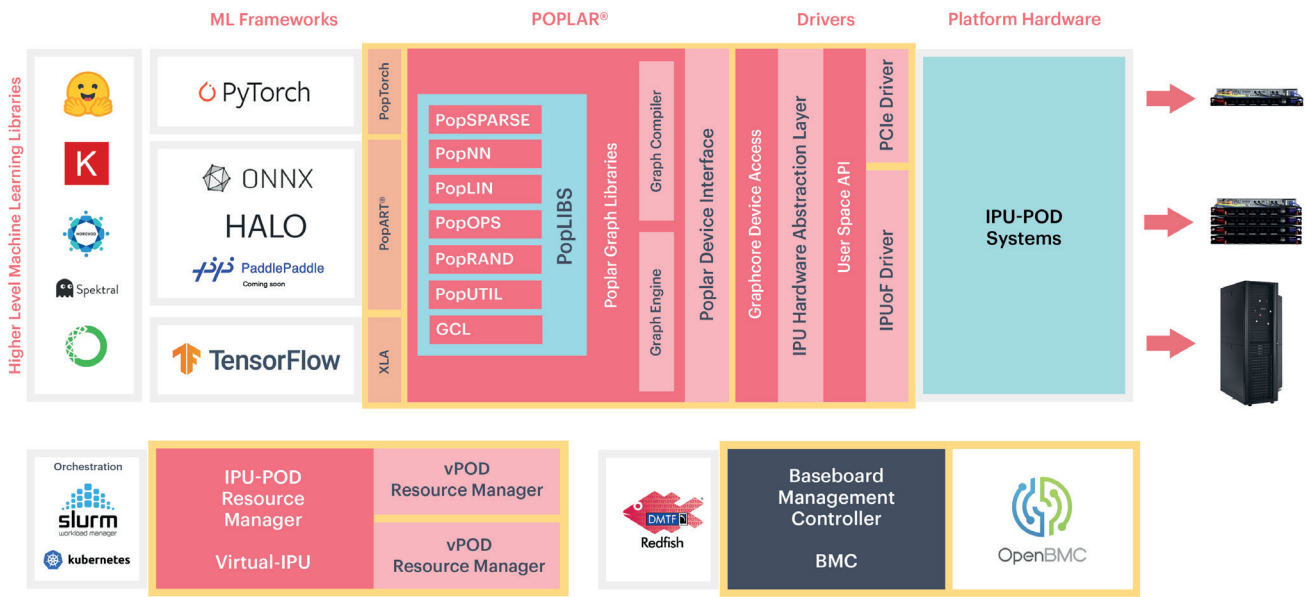 ML Frameworks
POPLAR®
Drivers
Platform Hardware
Higher Level Machine Learning Libraries
K
HOROVOD
Spektral
PyTorch
ONNX
HALO
PaddlePaddle
Coming soon
TensorFlow
PopTorch
PopART®
XLA
PopSPARSE
PopNN
PopLIN
PopOPS
PopRAND
PopUTIL
GCL
PopLIBS
Poplar Graph Libraries
Graph Compiler
Graph Engine
Poplar Device Interface
Graphcore Device Access
IPU Hardware Abstraction Layer
User Space API
PCIe Driver
IPUoF Driver
IPU-POD
Systems
Orchestration
slurm
workload manager
kubernetes
IPU-POD
Resource
Manager
Virtual-IPU
vPOD
Resource Manager
vPOD
Resource Manager
DMTF
Redfish
Baseboard
Management
Controller
BMC
OpenBMC